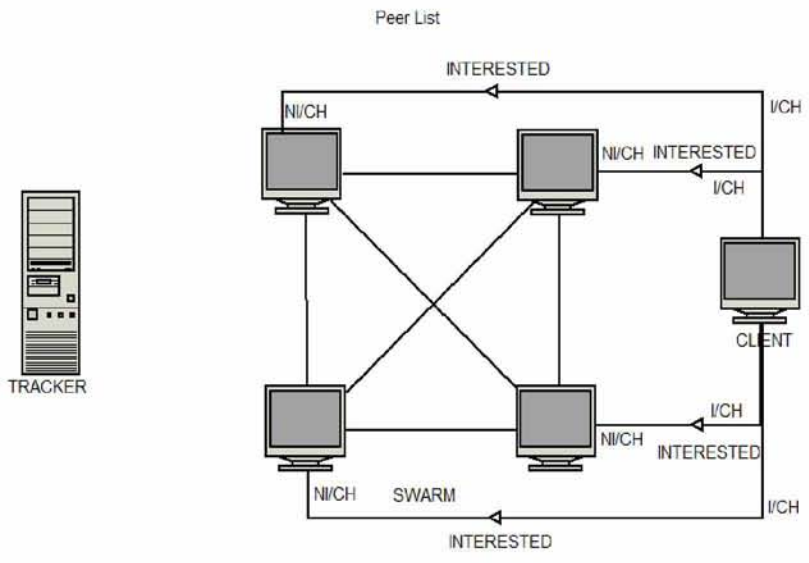 Peer List
INTERESTED
NI/CH
I/CH
NI/CH INTERESTED
I/CH
CLIENT
TRACKER
I/CH
NI/CH
INTERESTED
NI/CH
SWARM
I/CH
INTERESTED